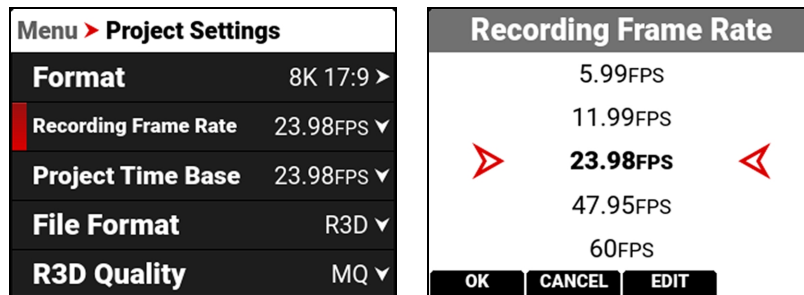 Menu > Project Settings
Format 8K 17:9 >
Recording Frame Rate 23.98FPS
Project Time Base 23.98FPS
File Format R3D
R3D Quality MQ
Recording Frame Rate
5.99FPS
11.99FPS
23.98FPS
47.95FPS
60FPS
OK CANCEL EDIT